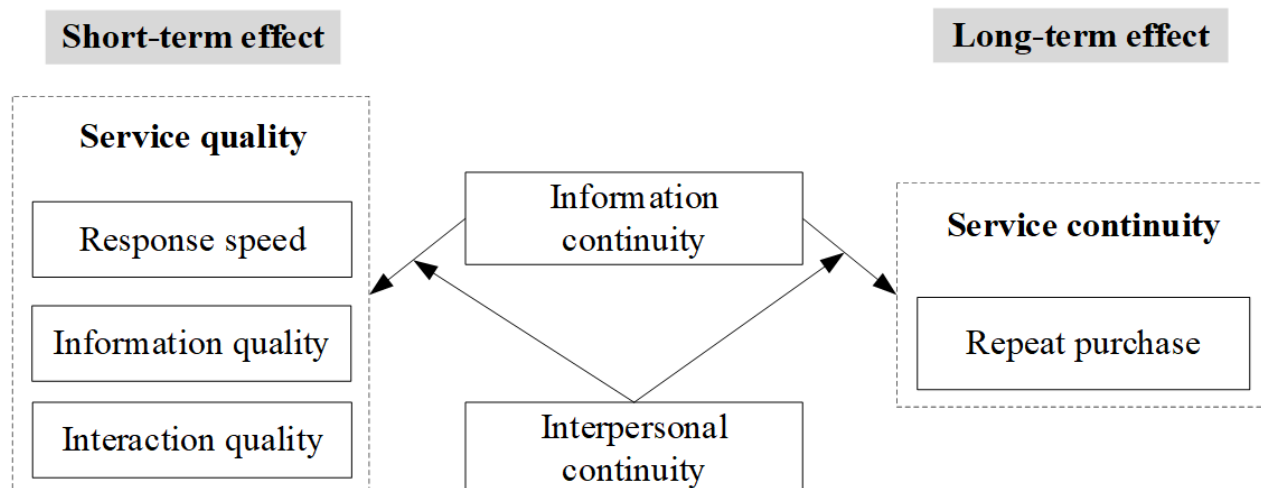 Short-term effect
Long-term effect
Service quality
Response speed
Information quality
Interaction quality
Information
continuity
Interpersonal
continuity
Service continuity
Repeat purchase